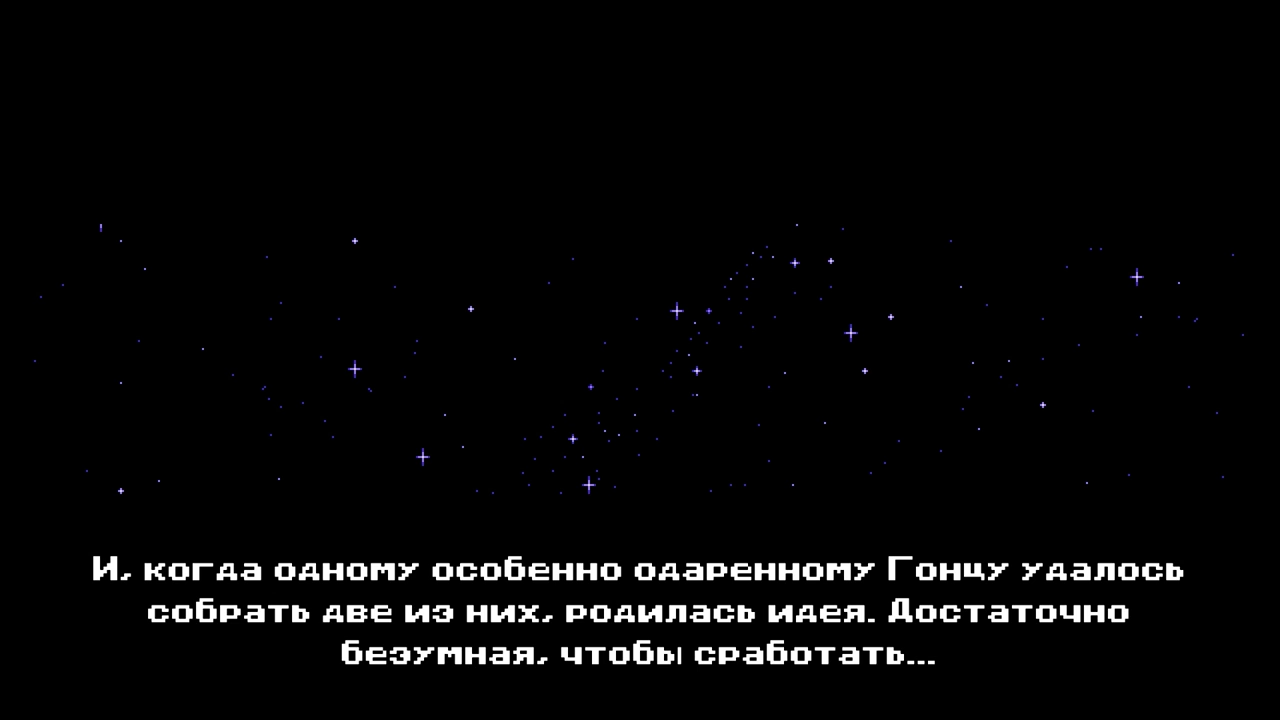 И, когда одному особенно одаренному Гонцу удалось
собрать две из них, родилась идея. Достаточно
безумная, чтобы сработать...